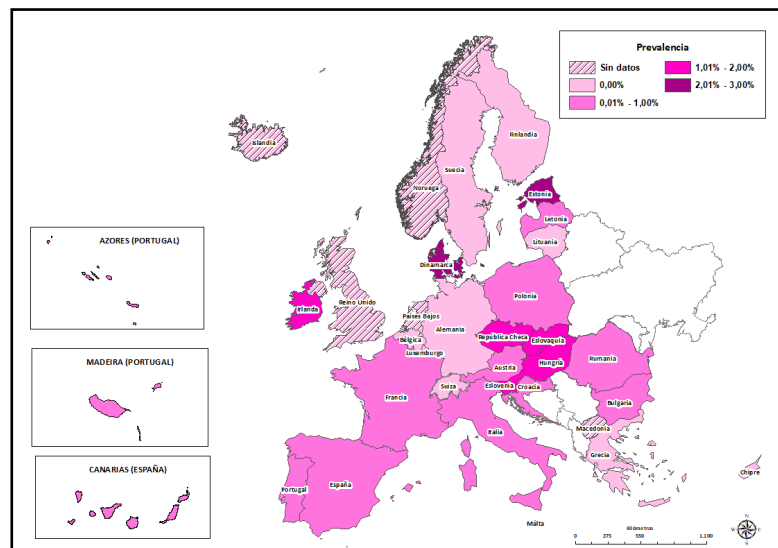 Prevalencia
Sin datos
0,00%
0,01% - 1,00%
1,01% - 2,00%
2,01% - 3,00%
Islandia
Finlandia
Suecia
Noruega
Estonia
Letonia
Lituania
Dinamarca
AZORES (PORTUGAL)
Irlanda
Reino Unido
Polonia
Países Bajos
Alemania
Bélgica
Luxemburgo
República Checa
Eslovaquia
Austria
Hungría
Rumanía
MADEIRA (PORTUGAL)
Suiza
Eslovenia
Croacia
Francia
Bulgaria
Italia
Macedonia
CANARIAS (ESPAÑA)
Grecia
Chipre
Portugal
España
Malta
Kilómetros
0 275 550 1.100
N
W E
S